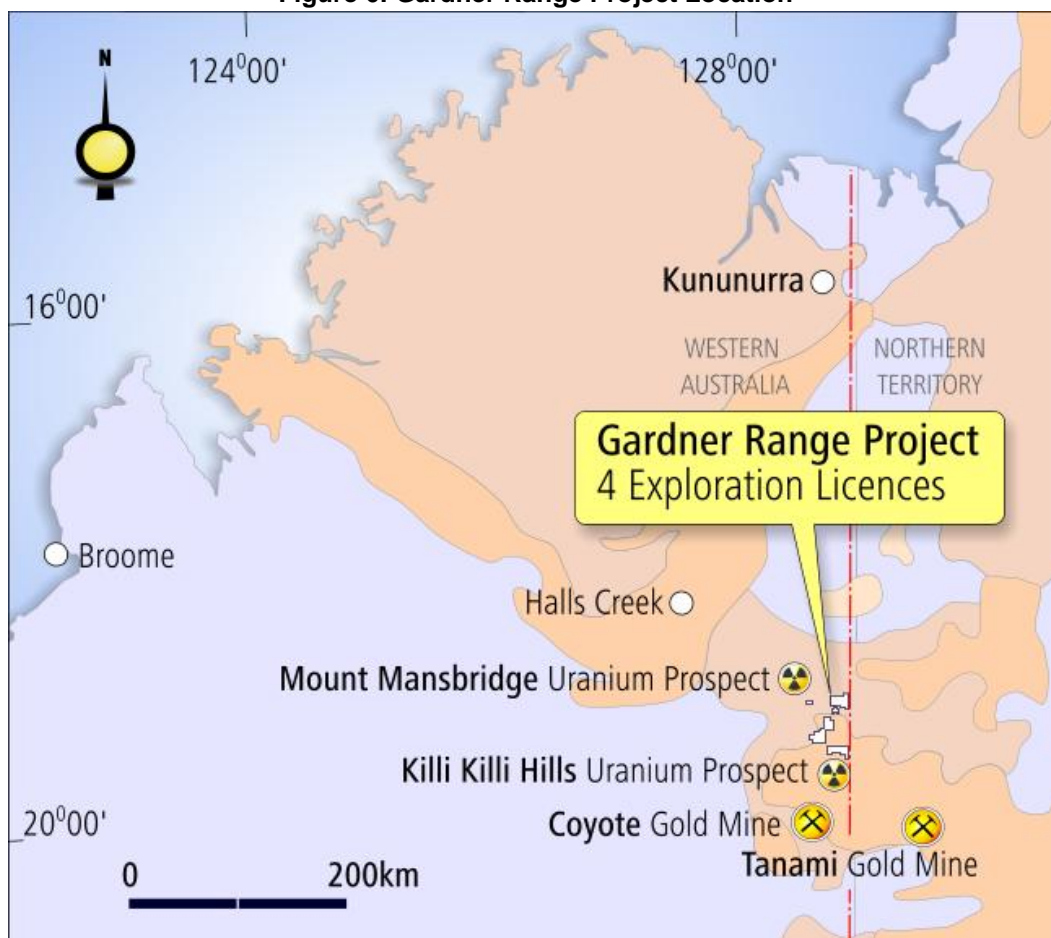 Figure 6: Gardner Range Project Location
N
124⁰00'
128⁰00'
Kununurra
16⁰00'
WESTERN
AUSTRALIA
NORTHERN
TERRITORY
Gardner Range Project
4 Exploration Licences
Broome
Halls Creek
Mount Mansbridge Uranium Prospect
Killi Killi Hills Uranium Prospect
Coyote Gold Mine
20⁰00'
Tanami Gold Mine
0
200km